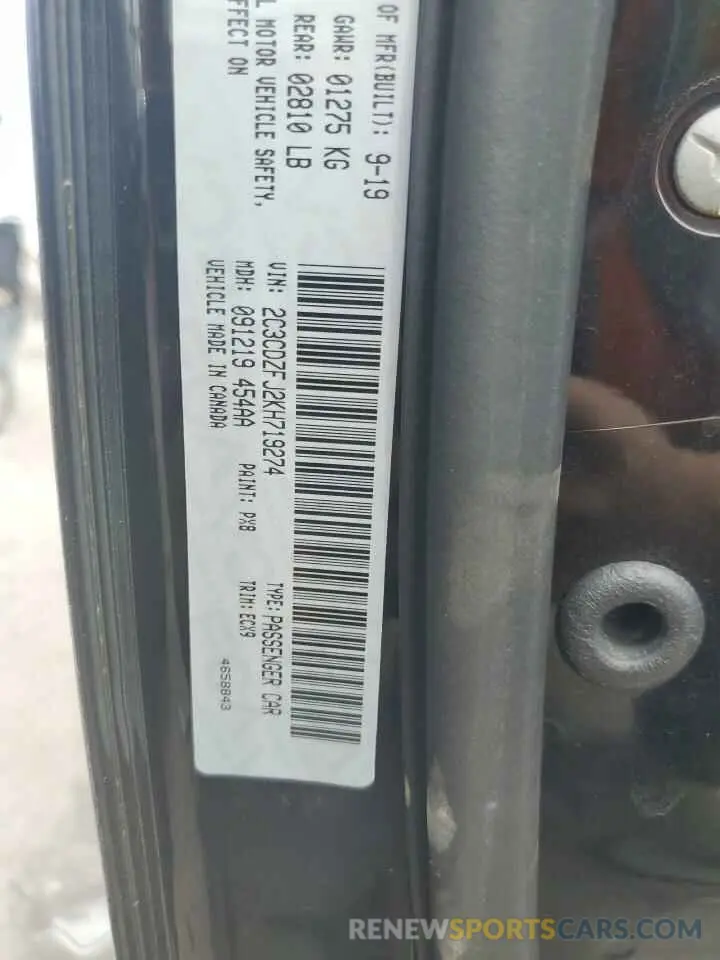 OF MFR(BUILT): 9-19
GAWR: 01275 KG
REAR: 02810 LB
MOTOR VEHICLE SAFETY,
EFFECT ON
VIN: 2C3CDZFJ2KH719274
TYPE: PASSENGER CAR
MDH: 091219 454AA
PAINT: PX8
TRIM: ECX9
VEHICLE MADE IN CANADA
4658843
RENEWSPORTSCARS.COM